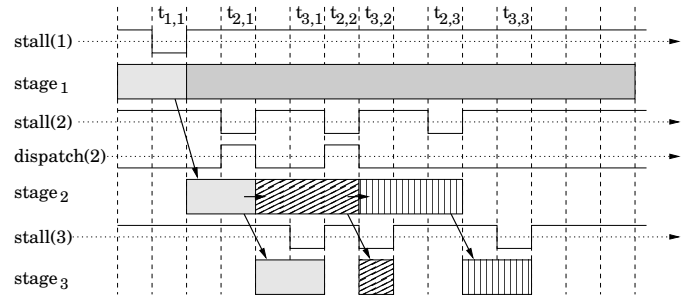 t1,1 t2,1 t3,1 t2,2 t3,2 t2,3 t3,3
stall(1)
stage1
stall(2)
dispatch(2)
stage2
stall(3)
stage3